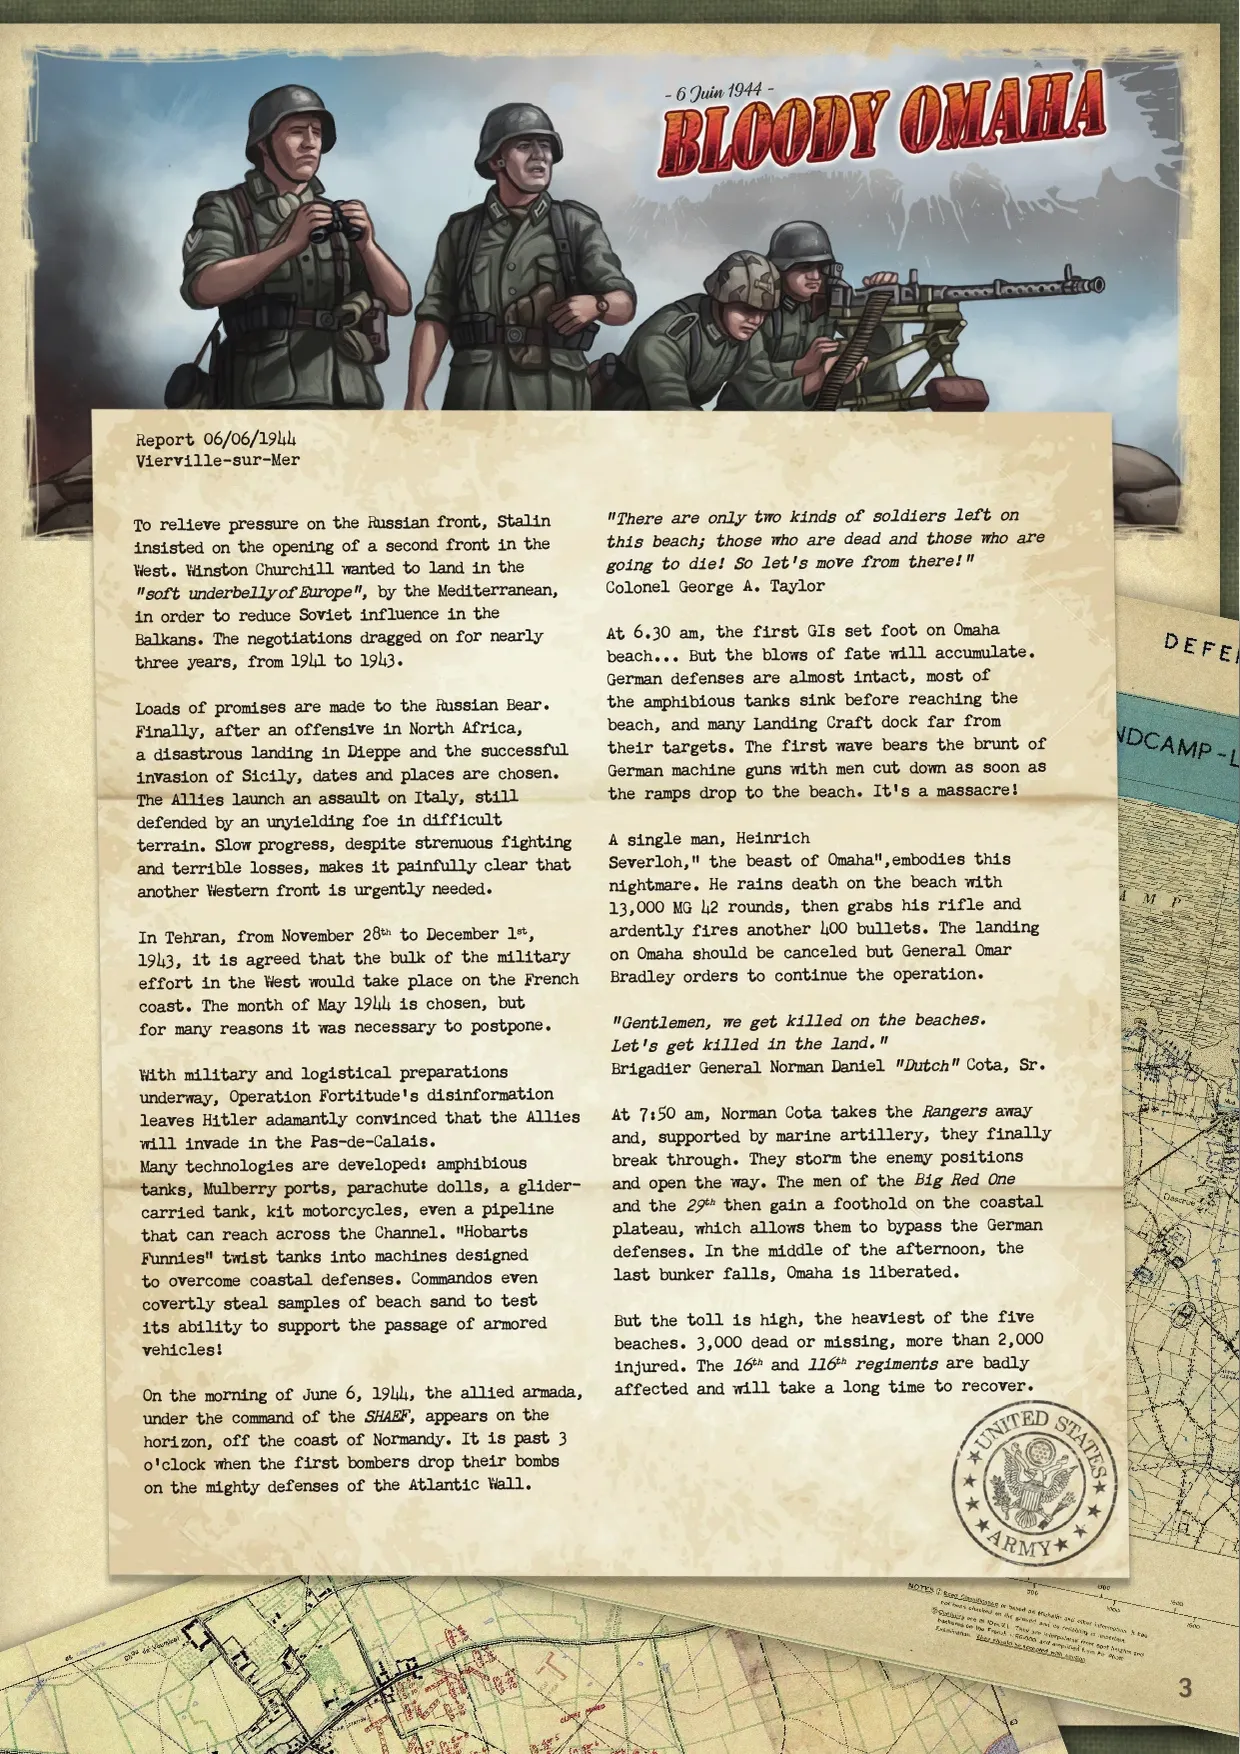 - 6 Juin 1944 -
BLOODY OMAHA
Report 06/06/1944
Vierville-sur-Mer
To relieve pressure on the Russian front, Stalin
insisted on the opening of a second front in the
West. Winston Churchill wanted to land in the
"soft underbelly of Europe", by the Mediterranean,
in order to reduce Soviet influence in the
Balkans. The negotiations dragged on for nearly
three years, from 1941 to 1943.
Loads of promises are made to the Russian Bear.
Finally, after an offensive in North Africa,
a disastrous landing in Dieppe and the successful
invasion of Sicily, dates and places are chosen.
The Allies launch an assault on Italy, still
defended by an unyielding foe in difficult
terrain. Slow progress, despite strenuous fighting
and terrible losses, makes it painfully clear that
another Western front is urgently needed.
In Tehran, from November 28th to December 1st,
1943, it is agreed that the bulk of the military
effort in the West would take place on the French
coast. The month of May 1944 is chosen, but
for many reasons it was necessary to postpone.
With military and logistical preparations
underway, Operation Fortitude's disinformation
leaves Hitler adamantly convinced that the Allies
will invade in the Pas-de-Calais.
Many technologies are developed: amphibious
tanks, Mulberry ports, parachute dolls, a glider-
carried tank, kit motorcycles, even a pipeline
that can reach across the Channel. "Hobarts
Funnies" twist tanks into machines designed
to overcome coastal defenses. Commandos even
covertly steal samples of beach sand to test
its ability to support the passage of armored
vehicles!
On the morning of June 6, 1944, the allied armada,
under the command of the SHAEF, appears on the
horizon, off the coast of Normandy. It is past 3
o'clock when the first bombers drop their bombs
on the mighty defenses of the Atlantic Wall.
"There are only two kinds of soldiers left on
this beach; those who are dead and those who are
going to die! So let's move from there!"
Colonel George A. Taylor
At 6.30 am, the first GIs set foot on Omaha
beach... But the blows of fate will accumulate.
German defenses are almost intact, most of
the amphibious tanks sink before reaching the
beach, and many Landing Craft dock far from
their targets. The first wave bears the brunt of
German machine guns with men cut down as soon as
the ramps drop to the beach. It's a massacre!
A single man, Heinrich
Severloh," the beast of Omaha",embodies this
nightmare. He rains death on the beach with
13,000 MG 42 rounds, then grabs his rifle and
ardently fires another 400 bullets. The landing
on Omaha should be canceled but General Omar
Bradley orders to continue the operation.
"Gentlemen, we get killed on the beaches.
Let's get killed in the land."
Brigadier General Norman Daniel "Dutch" Cota, Sr.
At 7:50 am, Norman Cota takes the Rangers away
and, supported by marine artillery, they finally
break through. They storm the enemy positions
and open the way. The men of the Big Red One
and the 29th then gain a foothold on the coastal
plateau, which allows them to bypass the German
defenses. In the middle of the afternoon, the
last bunker falls, Omaha is liberated.
But the toll is high, the heaviest of the five
beaches. 3,000 dead or missing, more than 2,000
injured. The 16th and 116th regiments are badly
affected and will take a long time to recover.
UNITED STATES
ARMY
DEFE
NDCAMP-L
AMP
NOTES
3